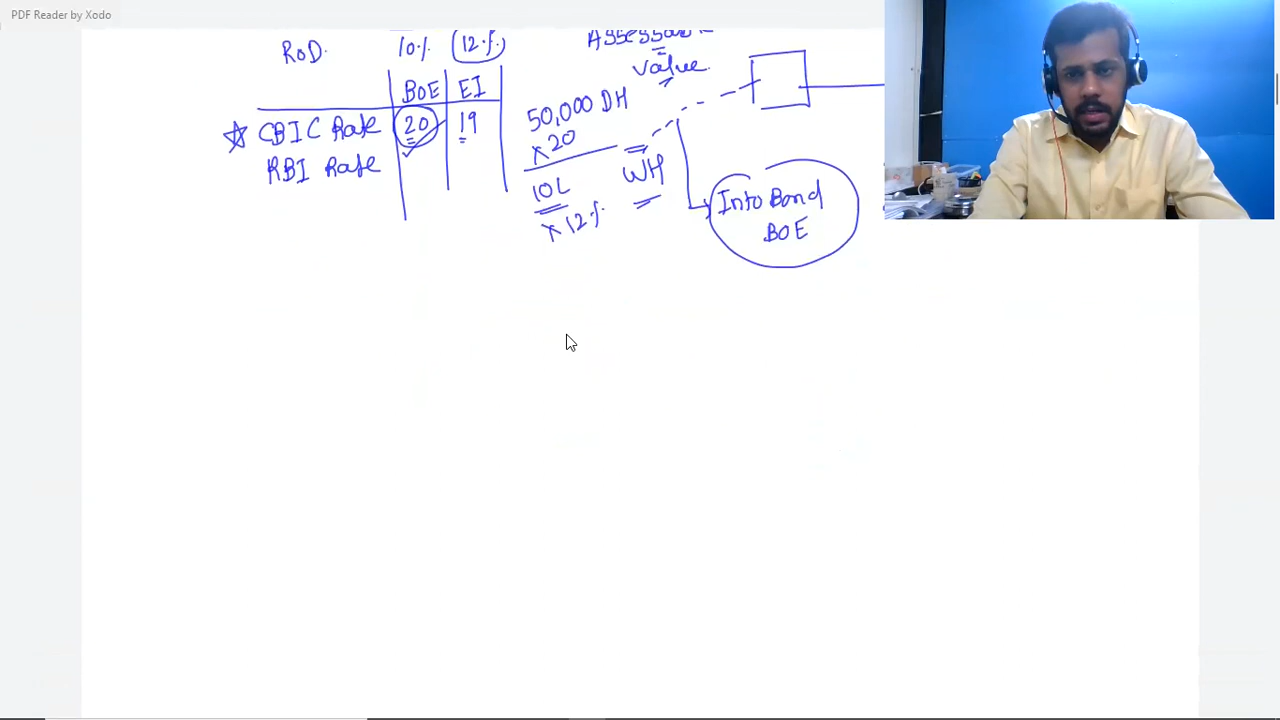 PDF Reader by Xodo
RoD.
10% (12%)
Assessable
value
BOE EI
CBIC Rate 20 19
RBI Rate
50,000 DH
x 20
10L
x 12%
WH
Into Bond
BOE